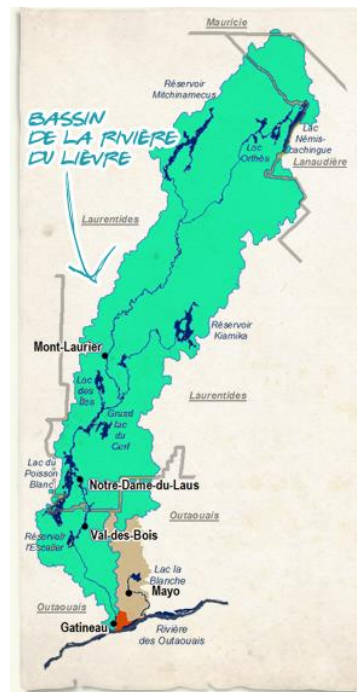 Mauricie
Réservoir
Mitchinamecus
BASSIN
DE LA RIVIÈRE
DU LIÈVRE
Lac
Némis-
cachingue
Lac
Orthès
Lanaudière
Laurentides
Réservoir
Kiamika
Mont-Laurier
Lac
des
Îles
Laurentides
Grand
lac
du
Cerf
Lac du
Poisson
Blanc
Notre-Dame-du-Laus
Outaouais
Val-des-Bois
Réservoir
l'Escalier
Lac la
Blanche
Mayo
Outaouais
Gatineau
Rivière
des Outaouais